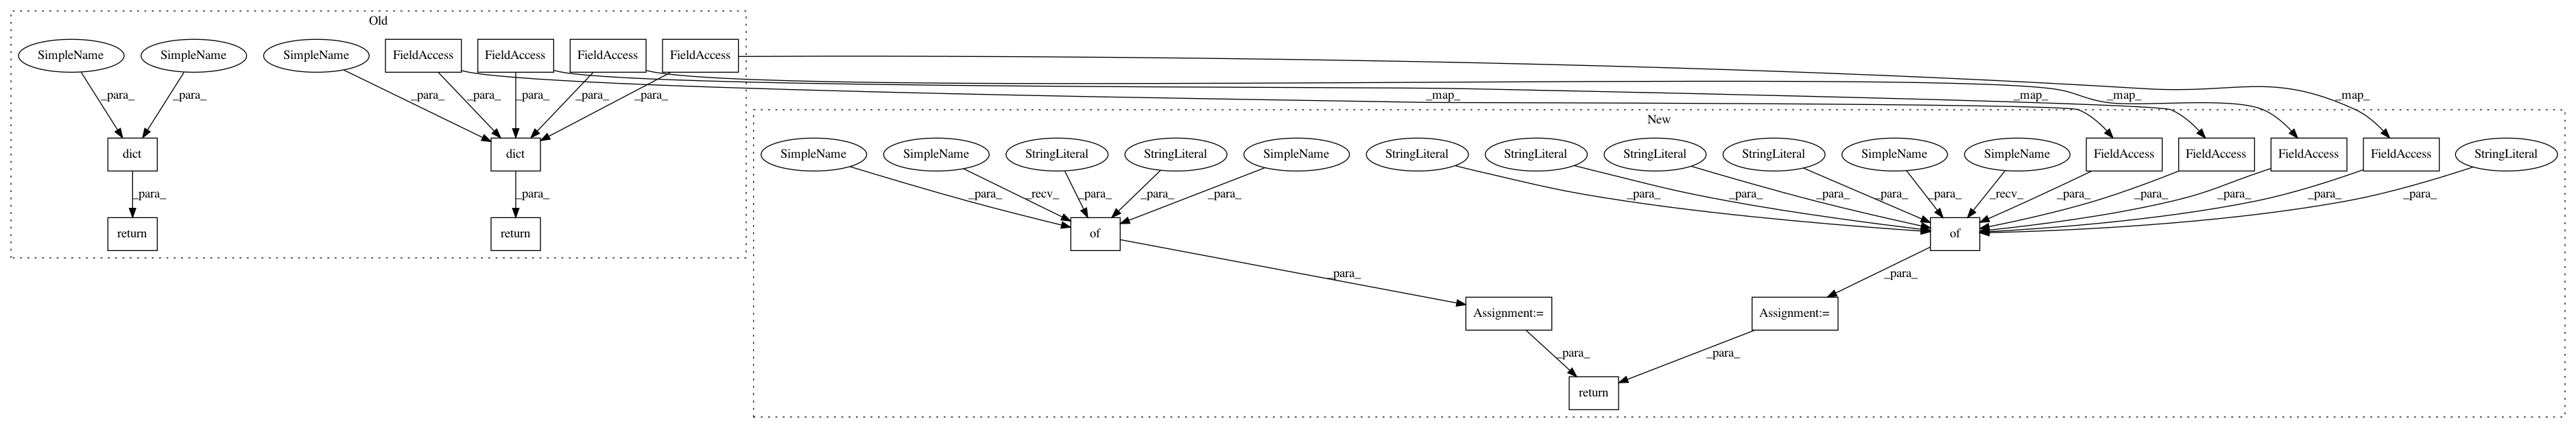 Old
SimpleName SimpleName SimpleName FieldAccess FieldAccess FieldAccess FieldAccess
_para_ _para_ _para_ _para_ _para_ _para_ _para_ _map_ _map_ _map_ _map_
New
dict dict SimpleName SimpleName StringLiteral StringLiteral SimpleName StringLiteral StringLiteral StringLiteral StringLiteral SimpleName SimpleName FieldAccess FieldAccess FieldAccess FieldAccess StringLiteral
_para_ _para_ _para_ _recv_ _para_ _para_ _para_ _para_ _para_ _para_ _para_ _para_ _recv_ _para_ _para_ _para_ _para_ _para_
return return of of
_para_ _para_
Assignment:= Assignment:=
_para_ _para_
return